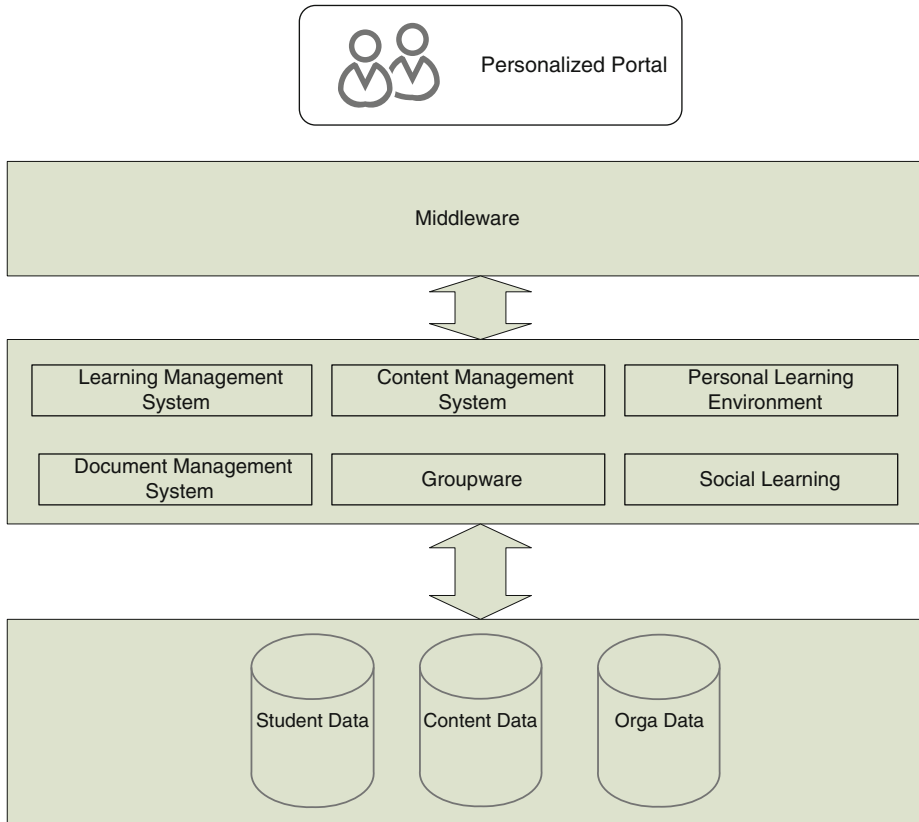 Personalized Portal
Middleware
Learning Management
System
Content Management
System
Personal Learning
Environment
Document Management
System
Groupware
Social Learning
Student Data
Content Data
Orga Data